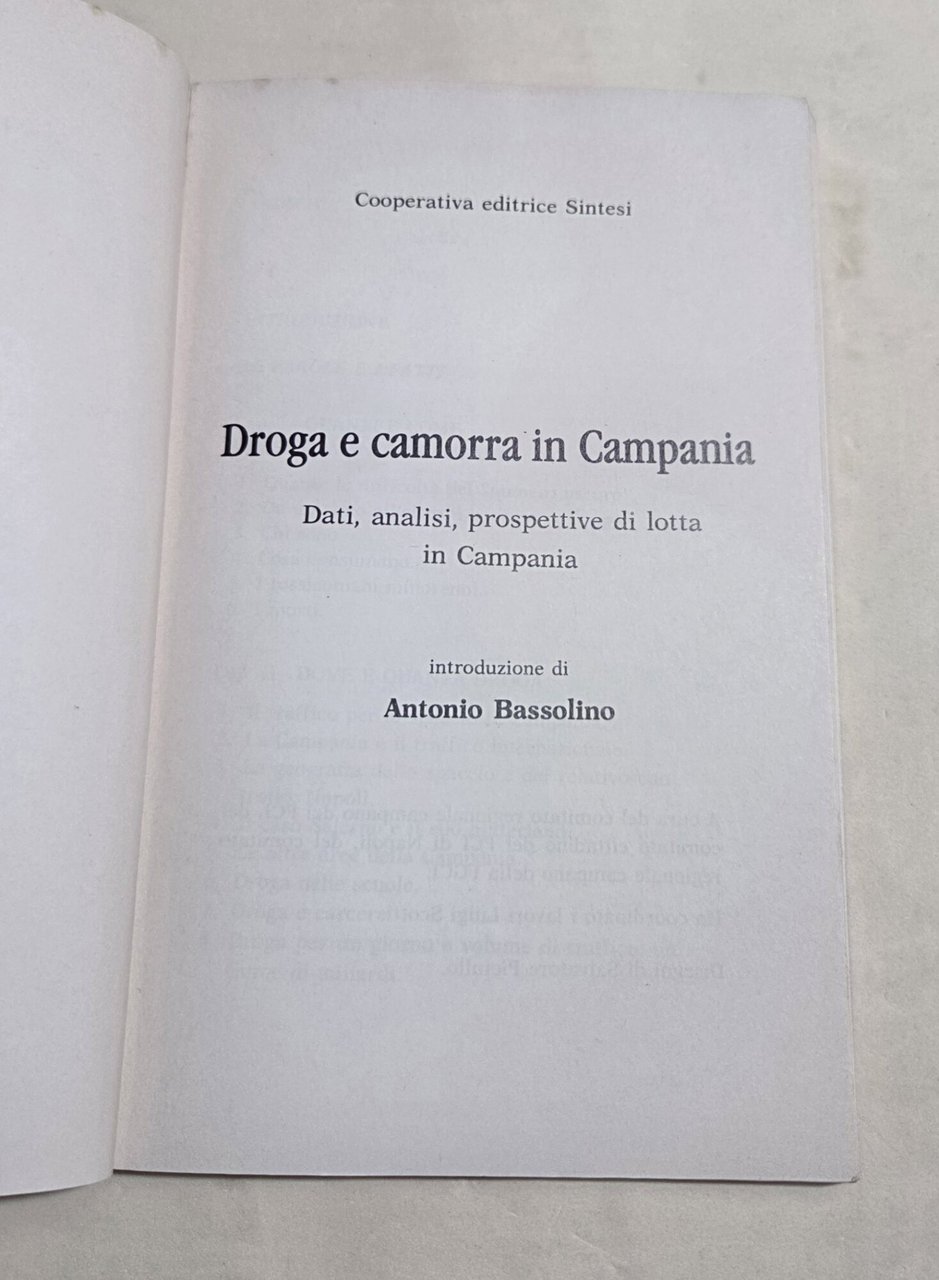 Cooperativa editrice Sintesi
Droga e camorra in Campania
Dati, analisi, prospettive di lotta
in Campania
introduzione di
Antonio Bassolino